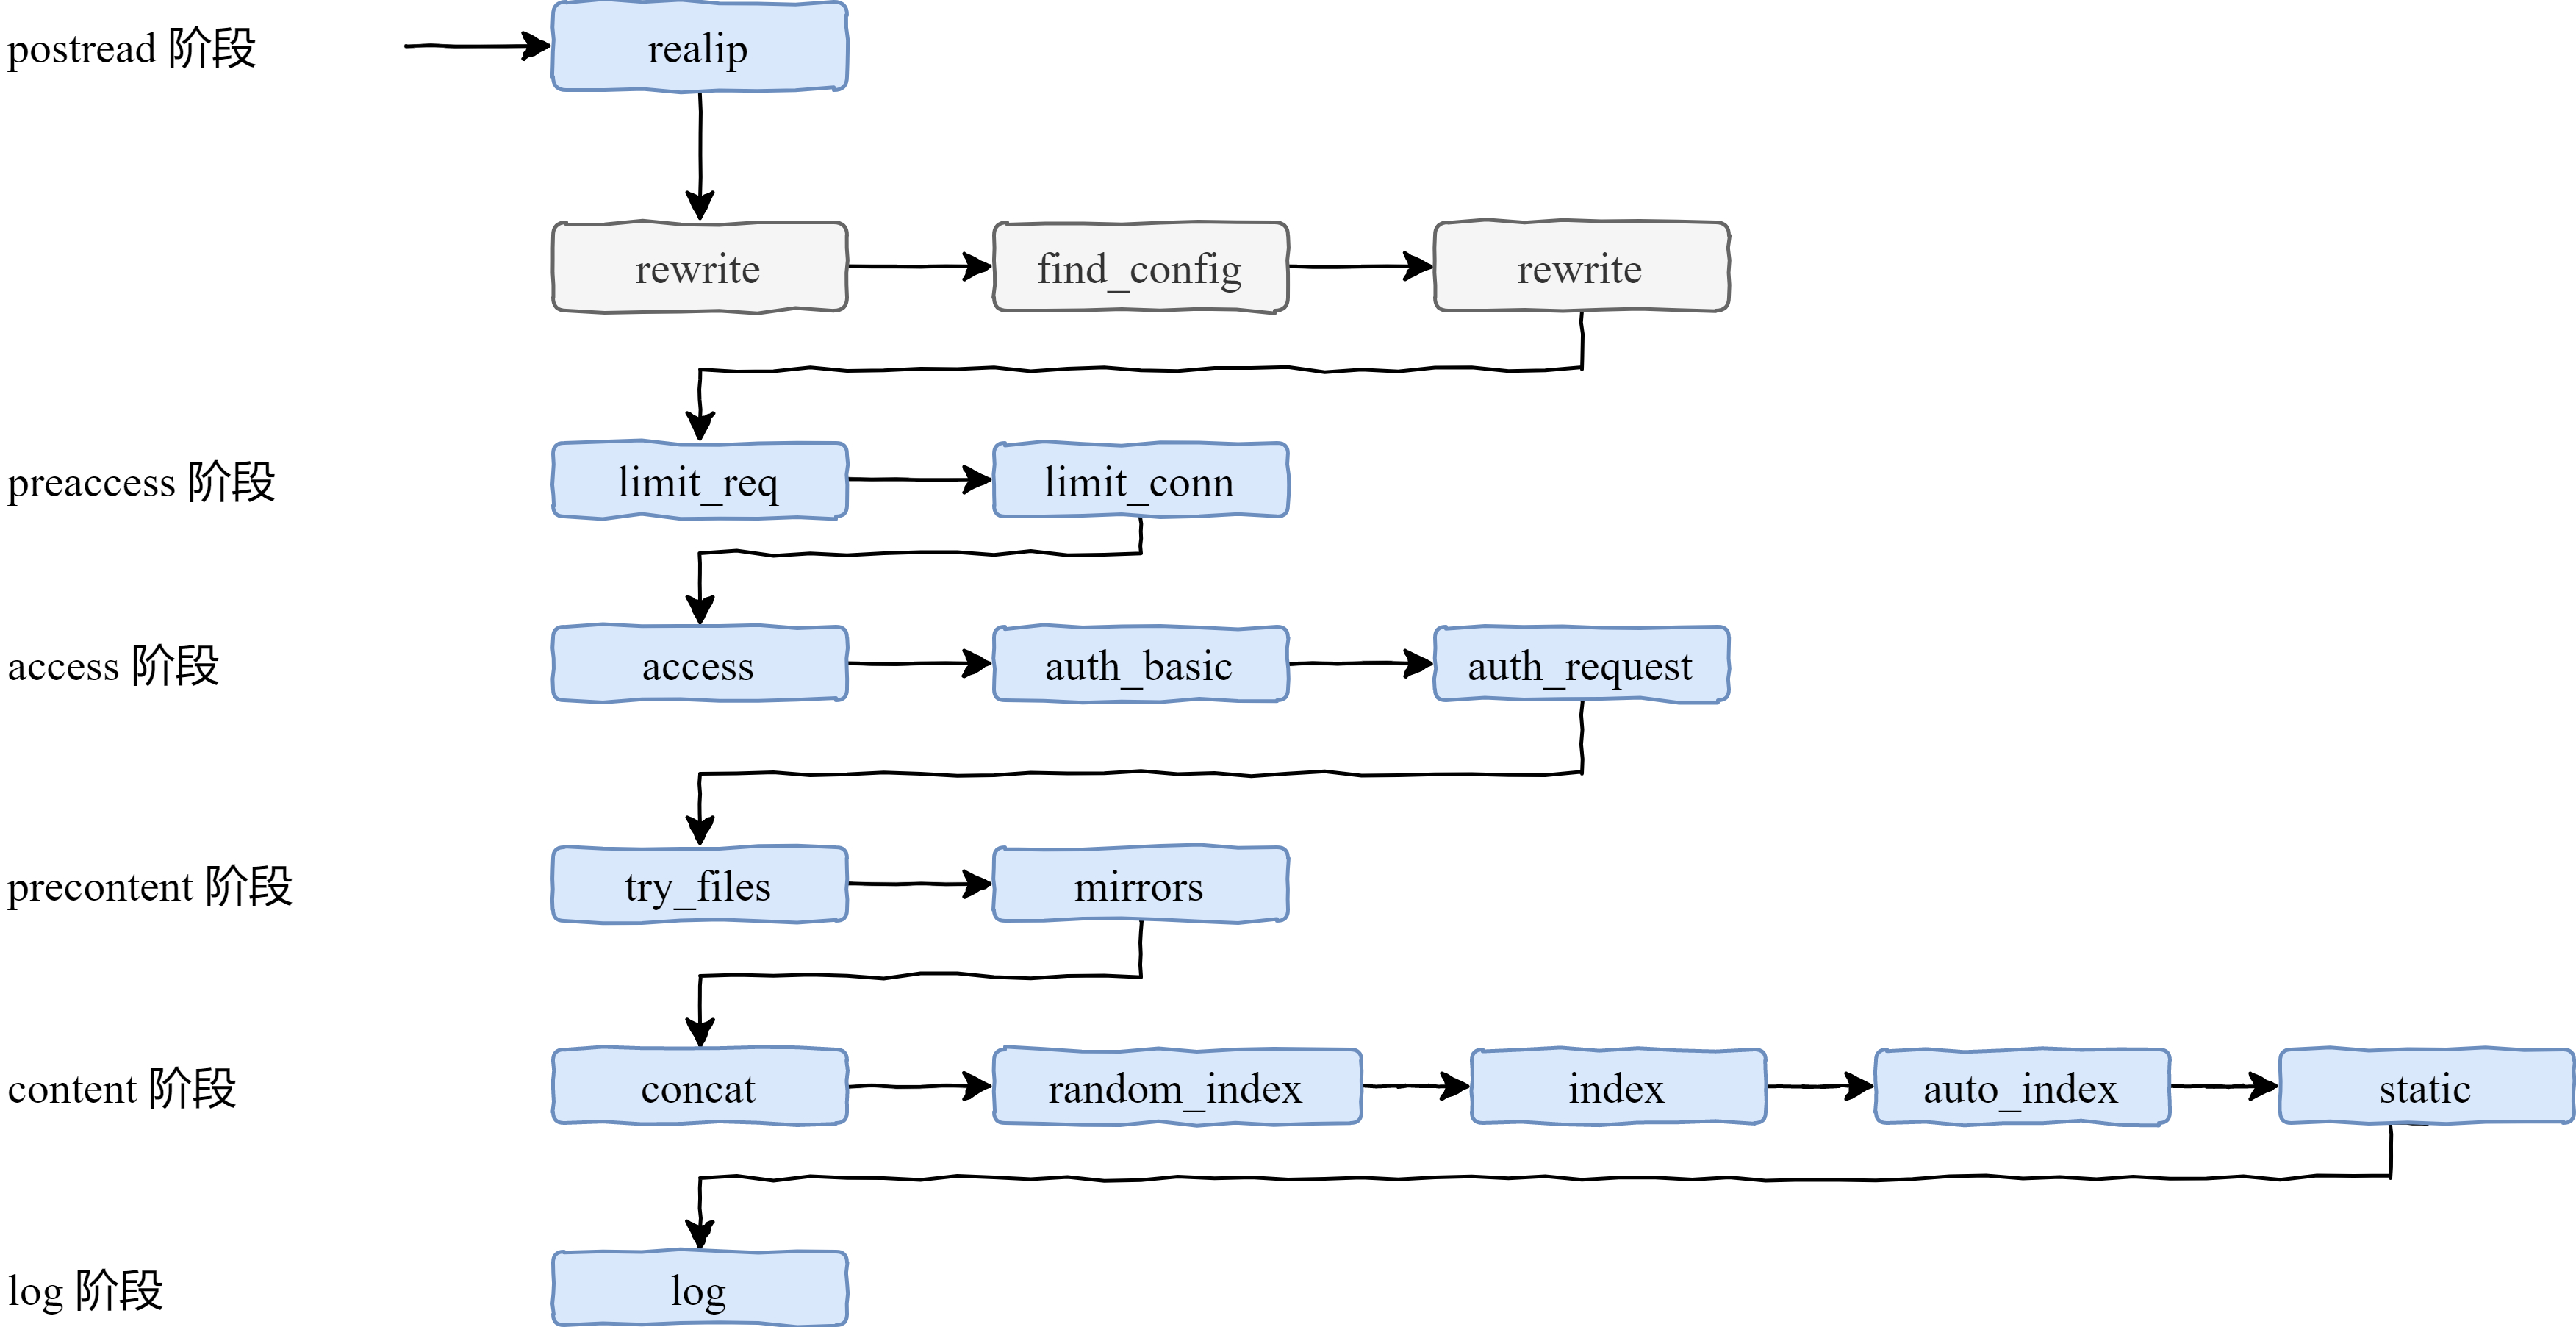 postread 阶段
realip
rewrite
find_config
rewrite
preaccess 阶段
limit_req
limit_conn
access 阶段
access
auth_basic
auth_request
precontent 阶段
try_files
mirrors
content 阶段
concat
random_index
index
auto_index
static
log 阶段
log